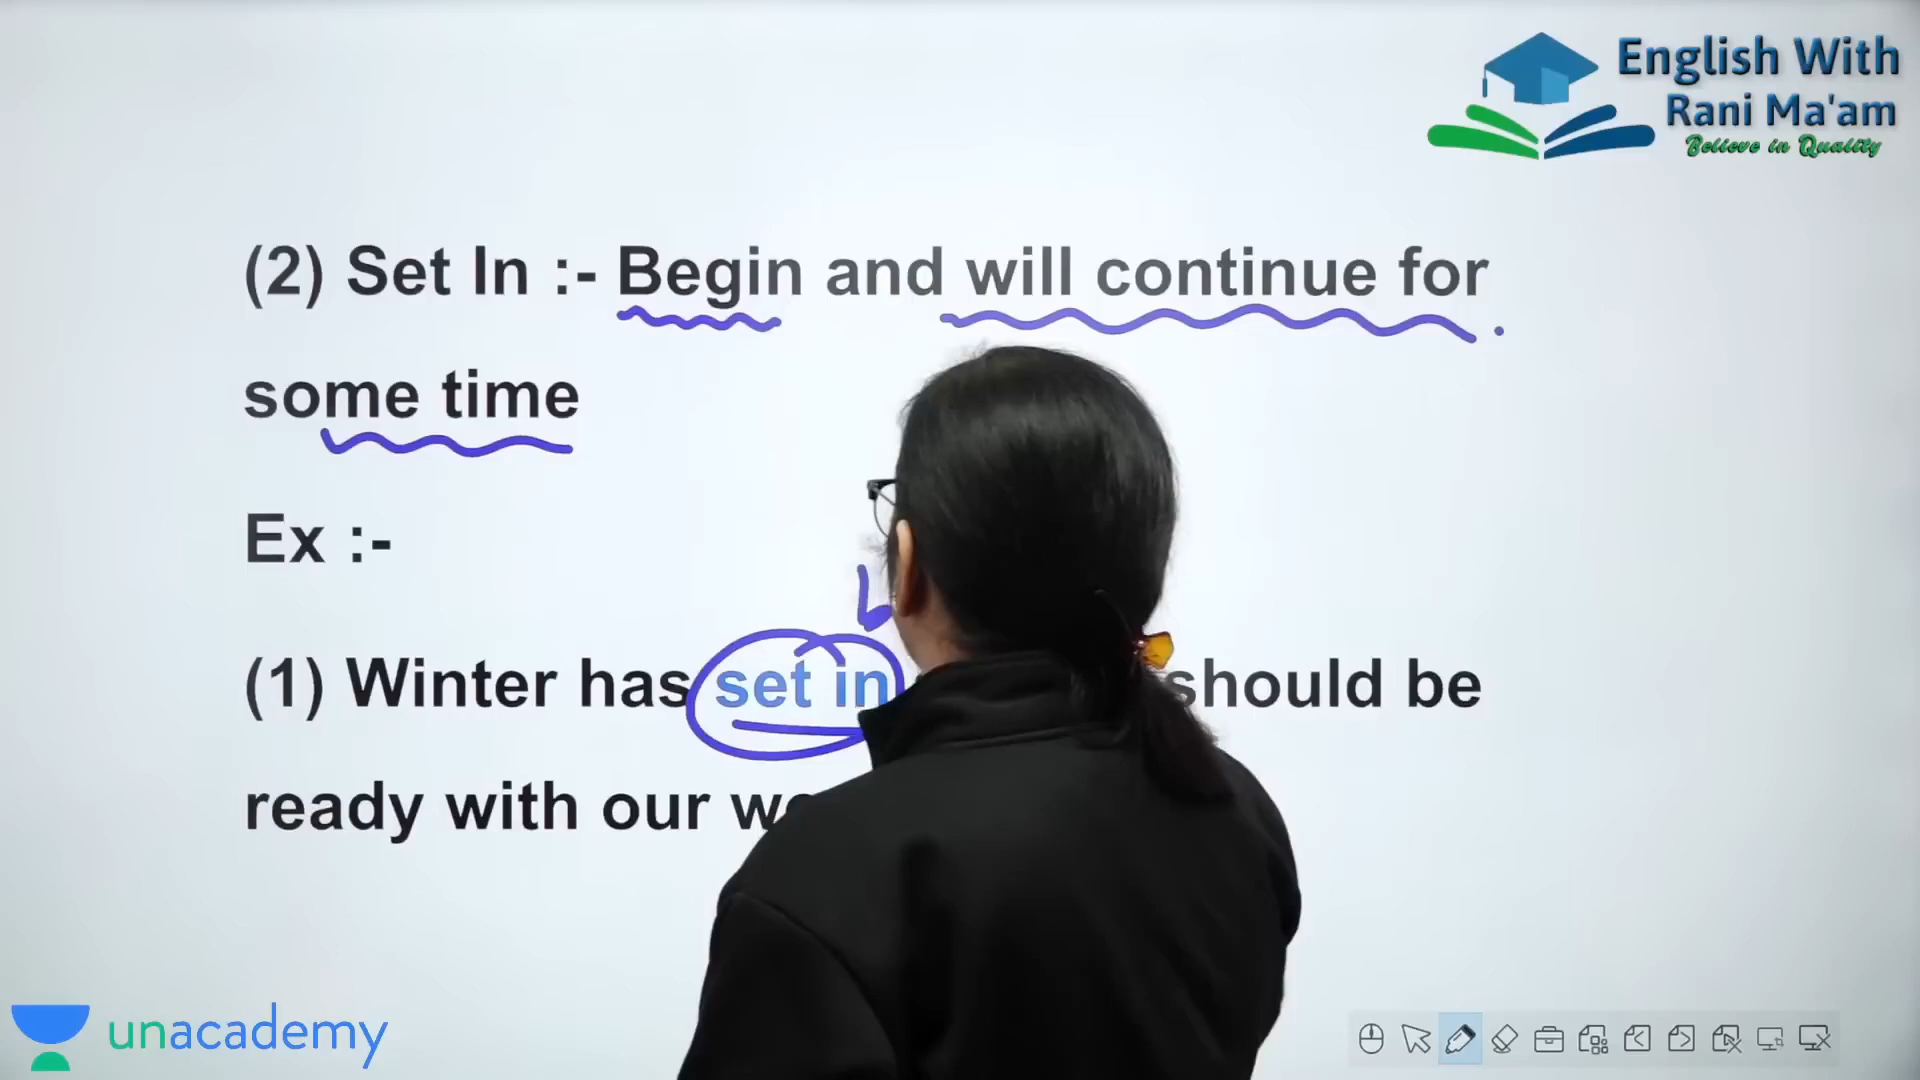 English With
Rani Ma'am
Believe in Quality
(2) Set In :- Begin and will continue for
some time
Ex :-
(1) Winter has set in should be
ready with our
unacademy